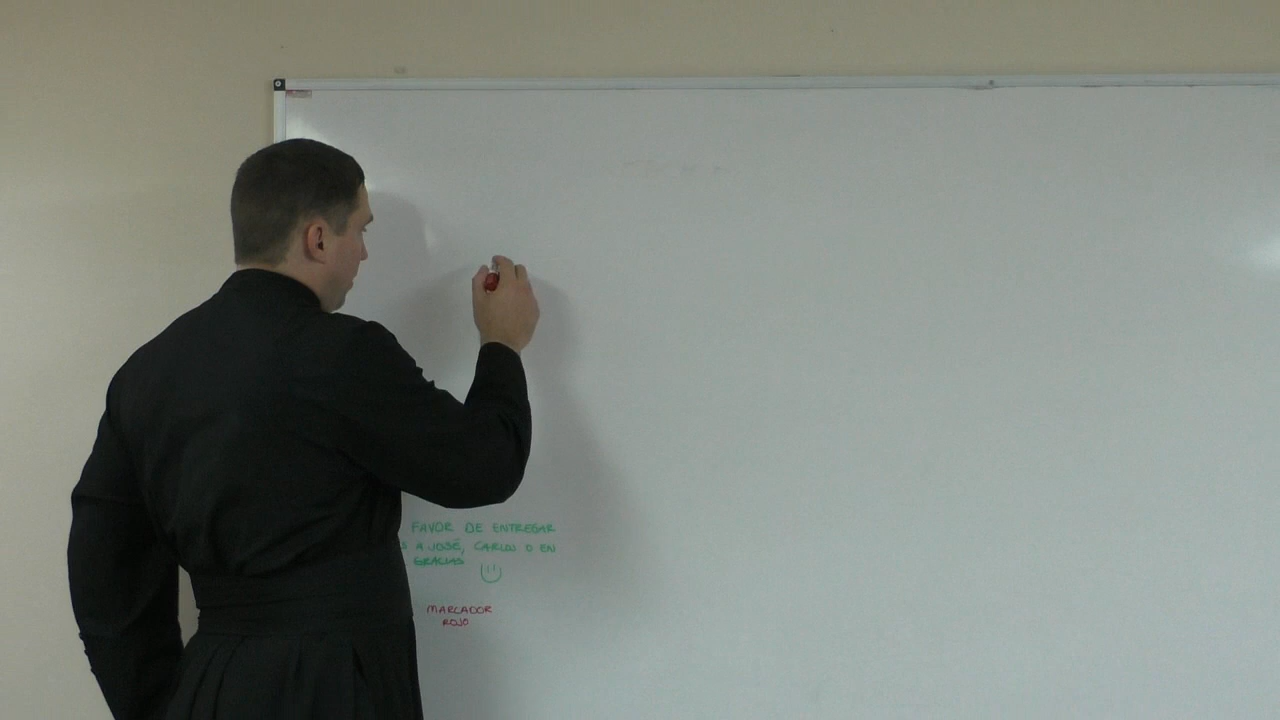 FAVOR DE ENTREGAR
A JOSÉ, CARLOS O EN
GRACIAS
MARCADOR
ROJO